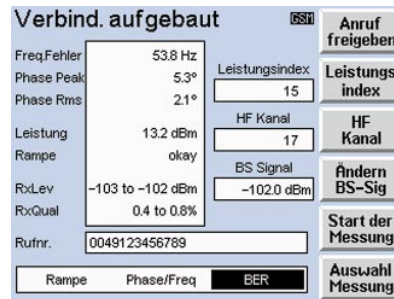 Verbind. aufgebaut
GSM
Freq.Fehler 53.8 Hz
Phase Peak 5.3°
Phase Rms 2.1°
Leistung 13.2 dBm
Rampe okay
RxLev -103 to -102 dBm
RxQual 0.4 to 0.8%
Rufnr. 0049123456789
Leistungsindex
15
HF Kanal
17
BS Signal
-102.0 dBm
Rampe Phase/Freq BER
Anruf
freigeben
Leistungs
index
HF
Kanal
Ändern
BS-Sig
Start der
Messung
Auswahl
Messung